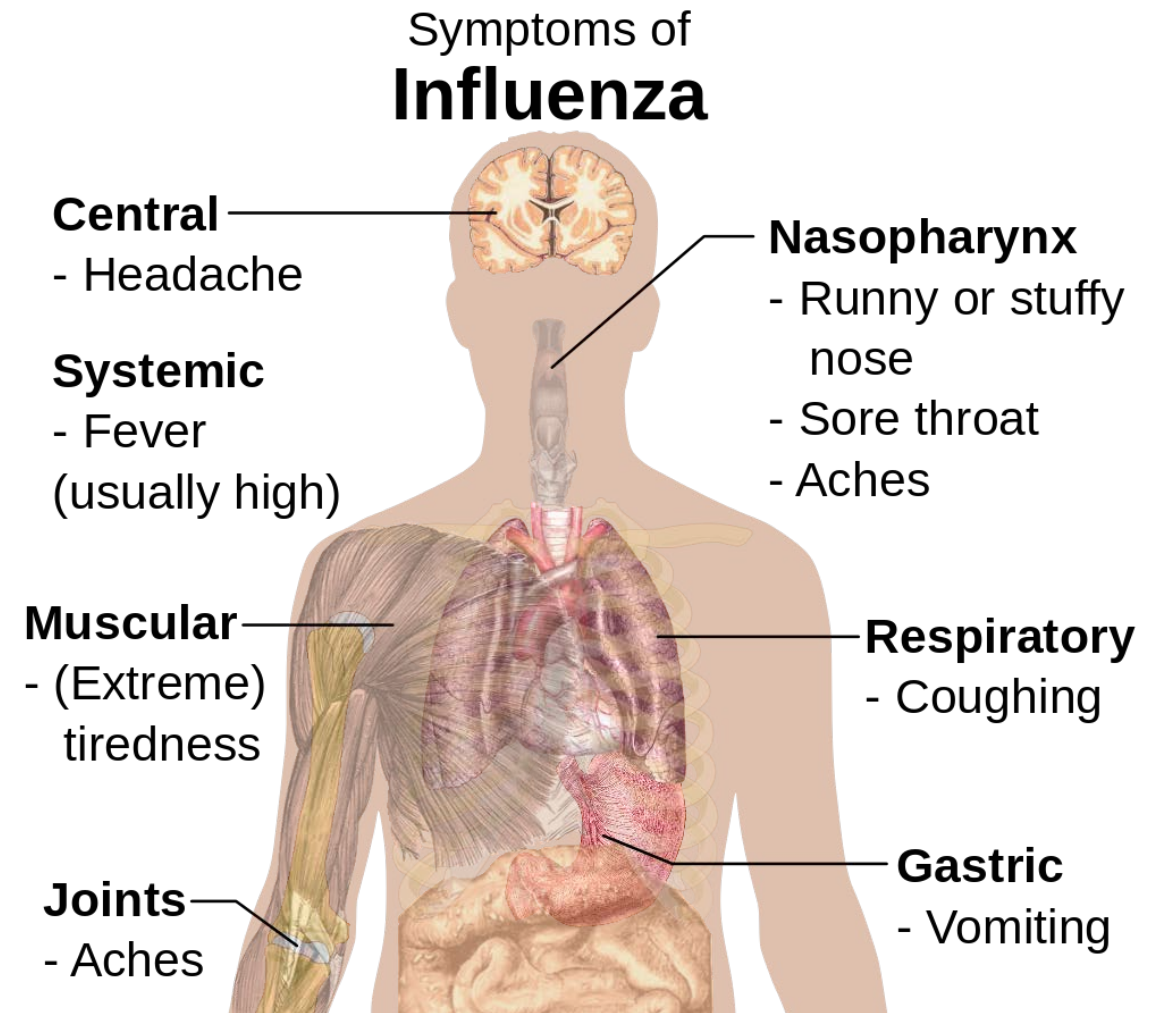 Symptoms of
Influenza
Central
- Headache
Systemic
- Fever
(usually high)
Muscular
- (Extreme)
tiredness
Joints
- Aches
Nasopharynx
- Runny or stuffy
nose
- Sore throat
- Aches
Respiratory
- Coughing
Gastric
- Vomiting